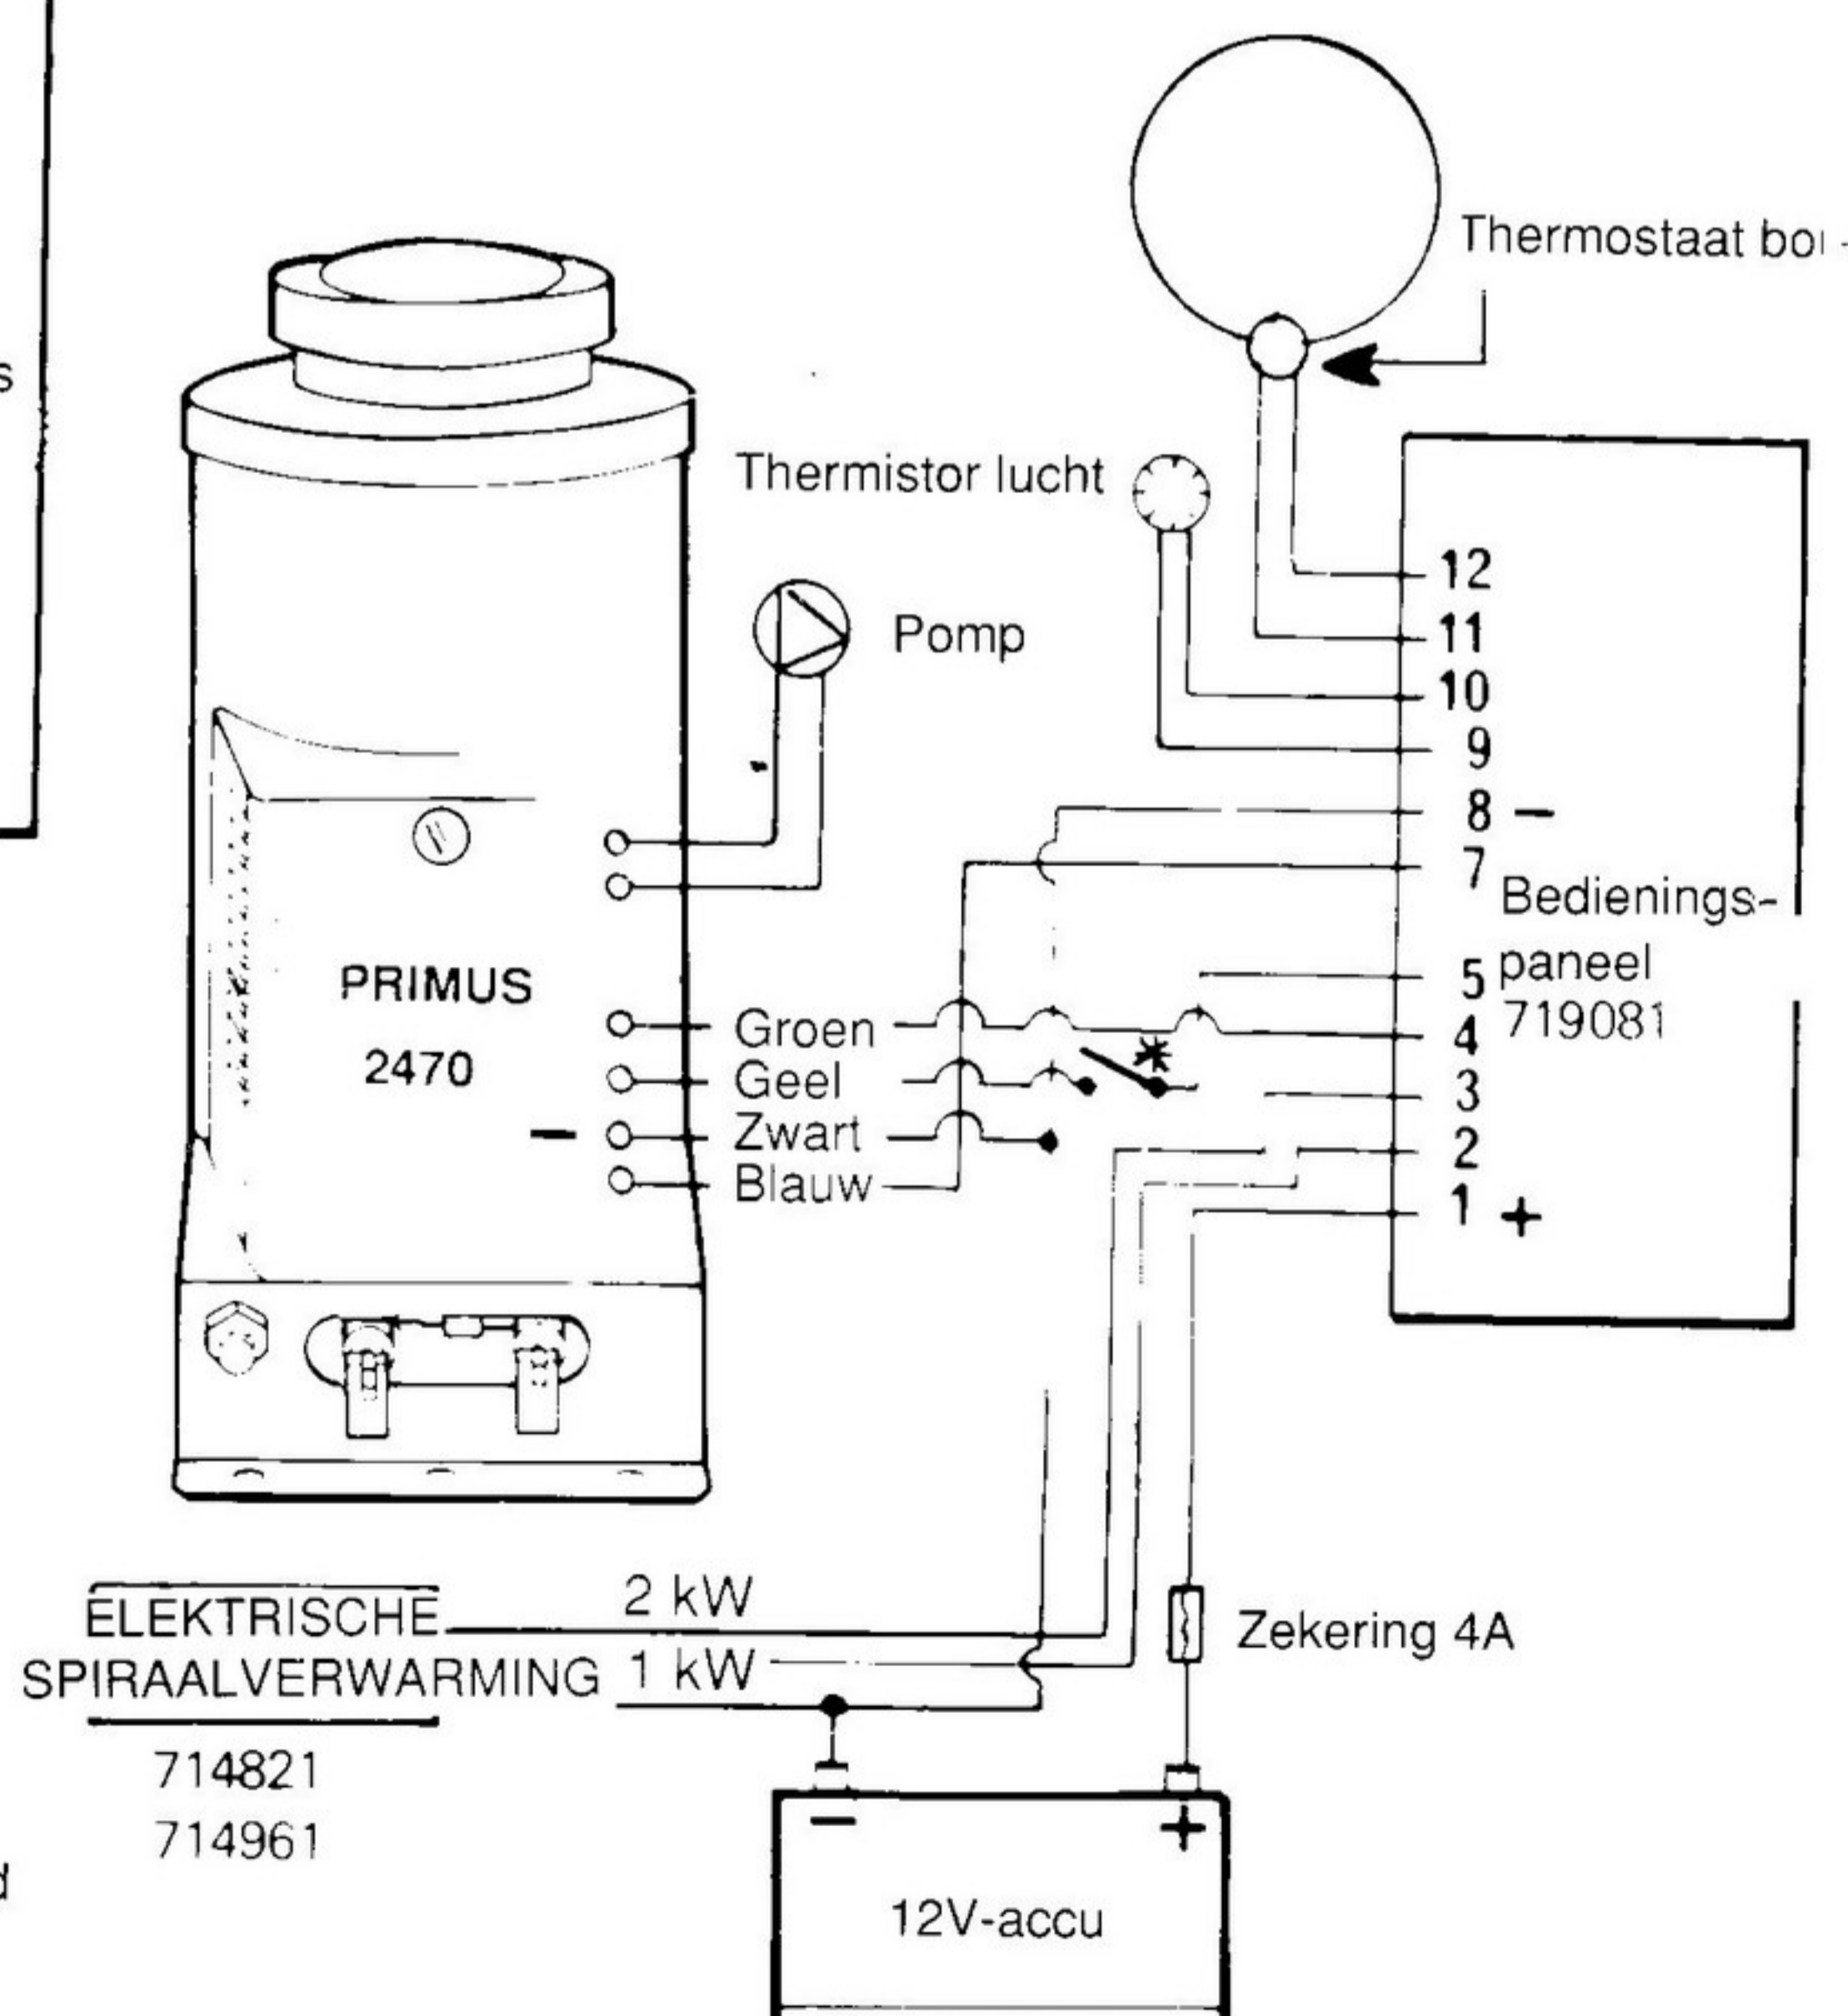 Thermostaat
s
Thermistor lucht
12
Pomp
11
10
9
8 −
7
Bedienings-
5 paneel
PRIMUS
4 719081
Groen
2470
Geel
3
− Zwart
2
Blauw
1 +
2 kW
ELEKTRISCHE
Zekering 4A
SPIRAALVERWARMING 1 kW
714821
− +
714961
12V-accu